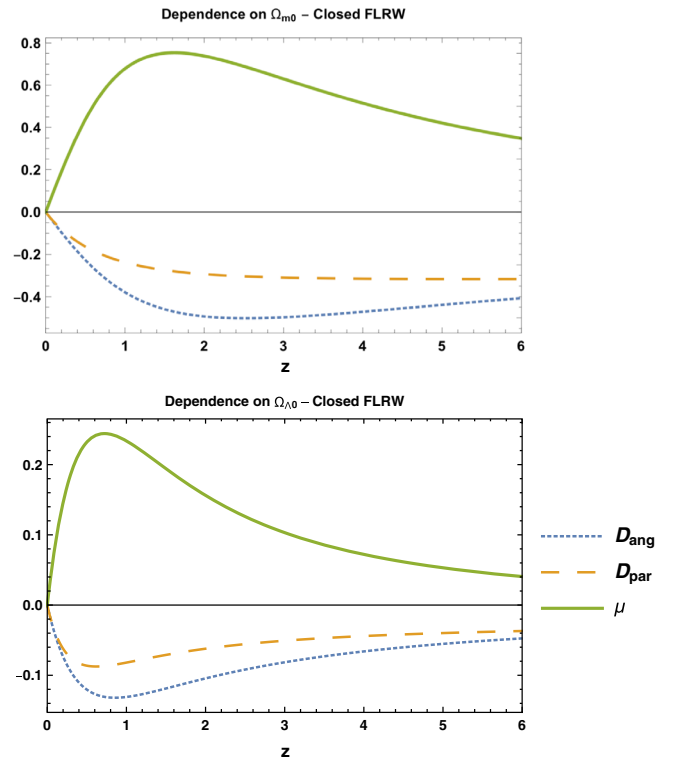 Dependence on Ωm0 – Closed FLRW
0.8
0.6
0.4
0.2
0.0
−0.2
−0.4
0 1 2 3 4 5 6
z
Dependence on ΩΛ0 – Closed FLRW
0.2
0.1
0.0
−0.1
0 1 2 3 4 5 6
z
Dang
Dpar
μ